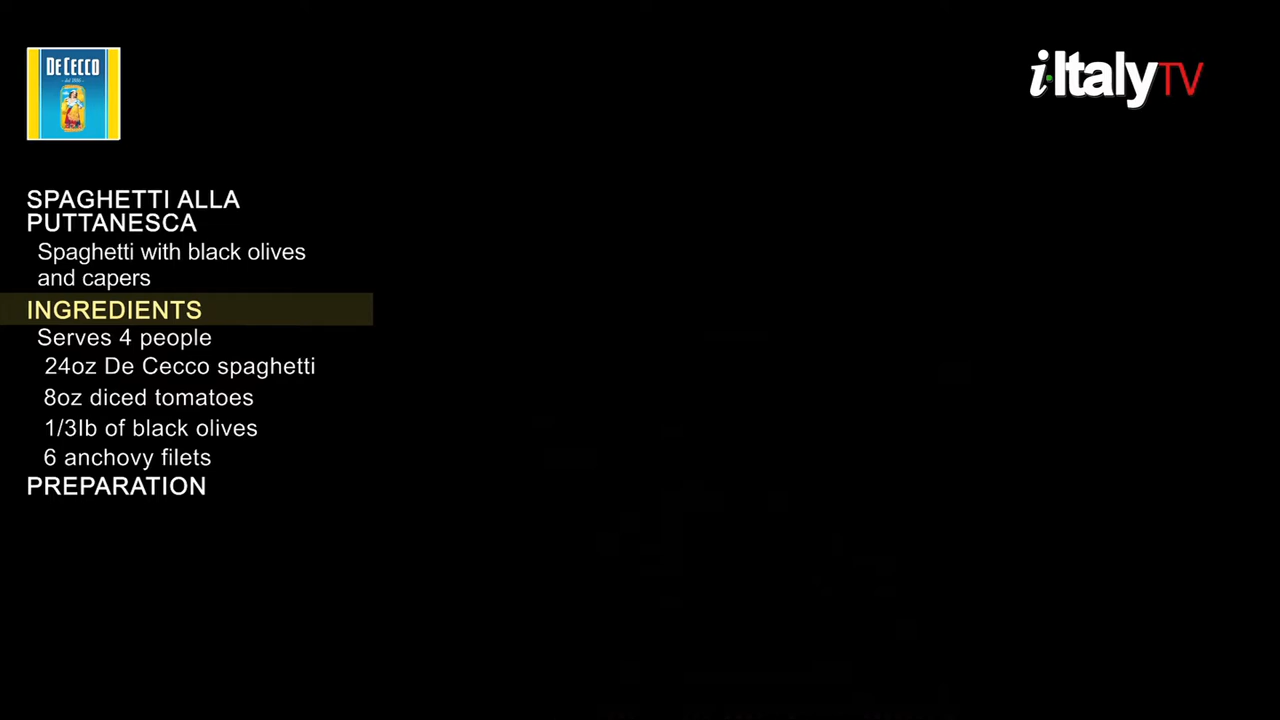 DE CECCO
i·ItalyTV
SPAGHETTI ALLA
PUTTANESCA
Spaghetti with black olives
and capers
INGREDIENTS
Serves 4 people
24oz De Cecco spaghetti
8oz diced tomatoes
1/3lb of black olives
6 anchovy filets
PREPARATION